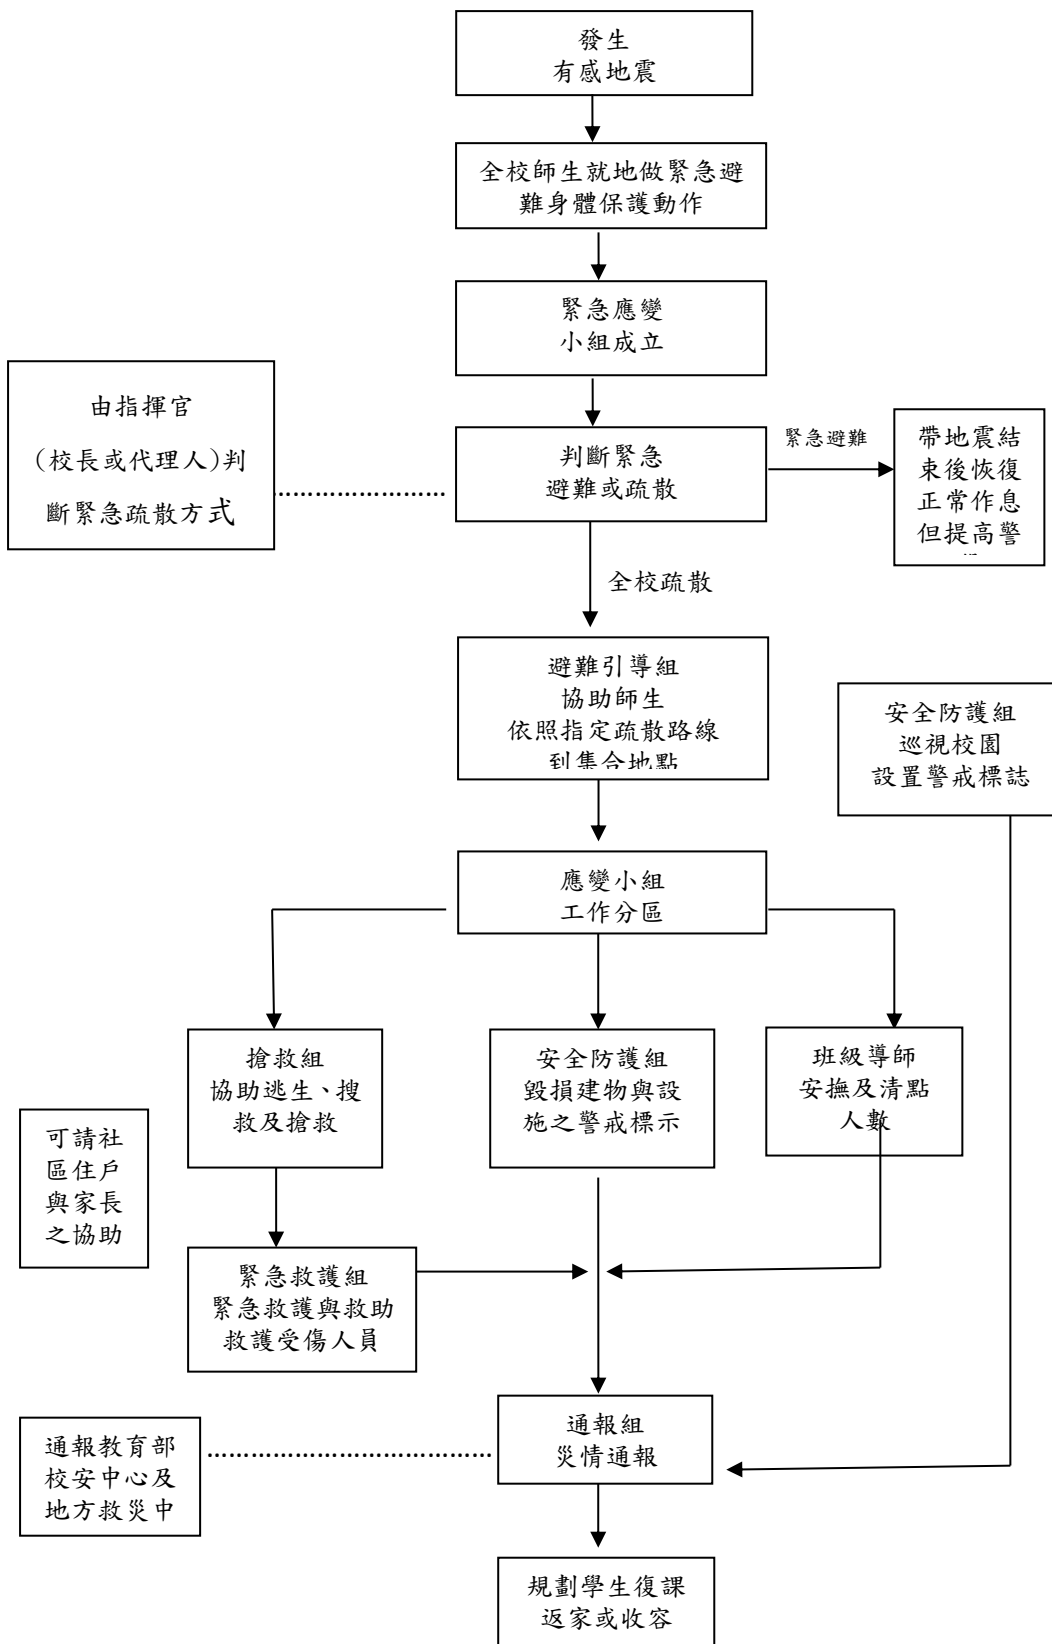 發生
有感地震
全校師生就地做緊急避
難身體保護動作
緊急應變
小組成立
由指揮官
(校長或代理人)判
斷緊急疏散方式
判斷緊急
避難或疏散
緊急避難
帶地震結
束後恢復
正常作息
但提高警
全校疏散
避難引導組
協助師生
依照指定疏散路線
到集合地點
安全防護組
巡視校園
設置警戒標誌
應變小組
工作分區
搶救組
協助逃生、搜
救及搶救
安全防護組
毀損建物與設
施之警戒標示
班級導師
安撫及清點
人數
可請社
區住戶
與家長
之協助
緊急救護組
緊急救護與救助
救護受傷人員
通報組
災情通報
通報教育部
校安中心及
地方救災中
規劃學生復課
返家或收容